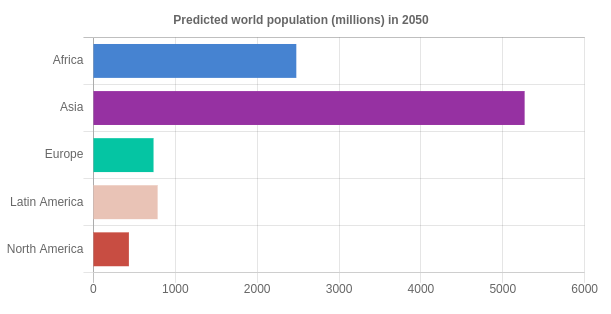 Predicted world population (millions) in 2050
Africa
Asia
Europe
Latin America
North America
0 1000 2000 3000 4000 5000 6000